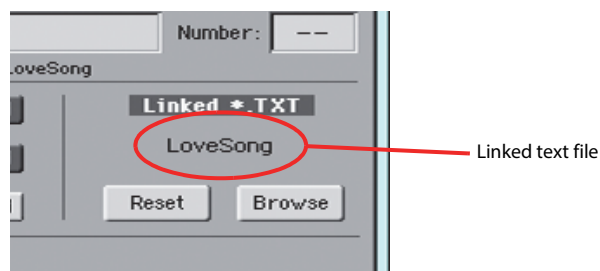 Number: --
LoveSong
Linked *.TXT
LoveSong
Linked text file
Reset Browse